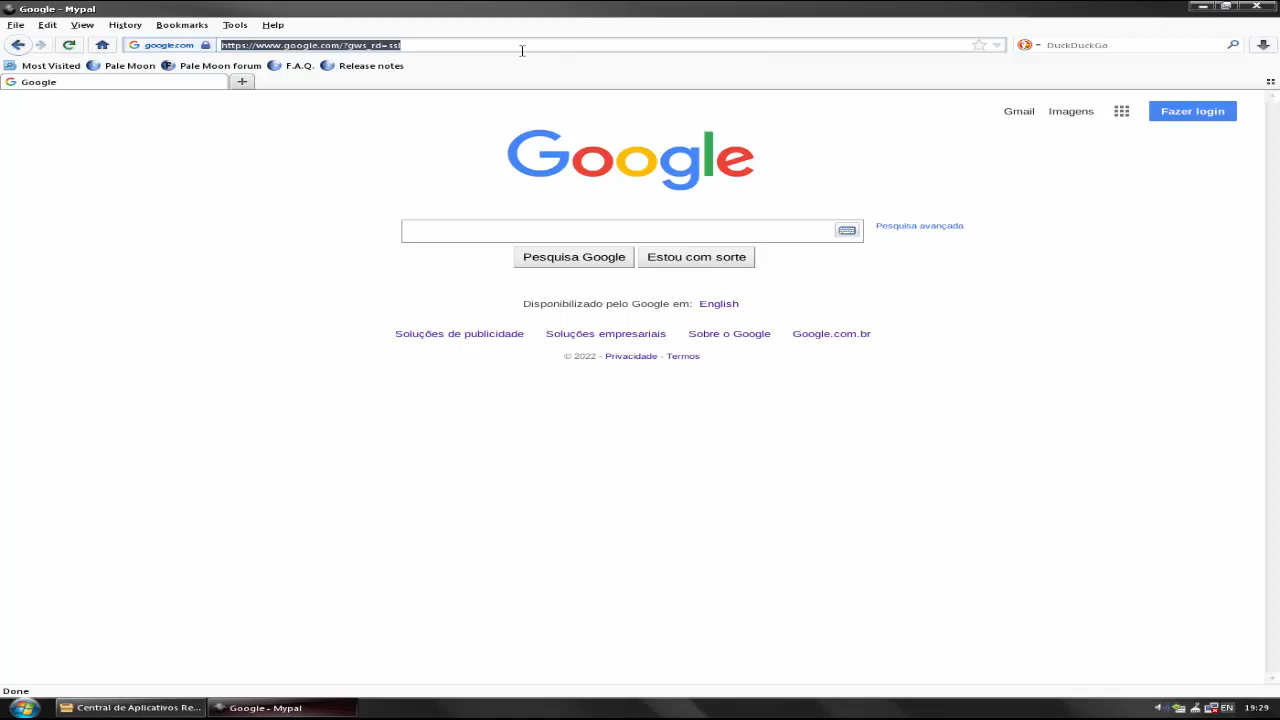 Google - Mypal
File Edit View History Bookmarks Tools Help
google.com https://www.google.com/?gws_rd=ssl DuckDuckGo
Most Visited Pale Moon Pale Moon forum F.A.Q. Release notes
Google
Gmail Imagens Fazer login
Google
Pesquisa avançada
Pesquisa Google Estou com sorte
Disponibilizado pelo Google em: English
Soluções de publicidade Soluções empresariais Sobre o Google Google.com.br
© 2022 - Privacidade - Termos
Done
Central de Aplicativos Re... Google - Mypal EN 19:29